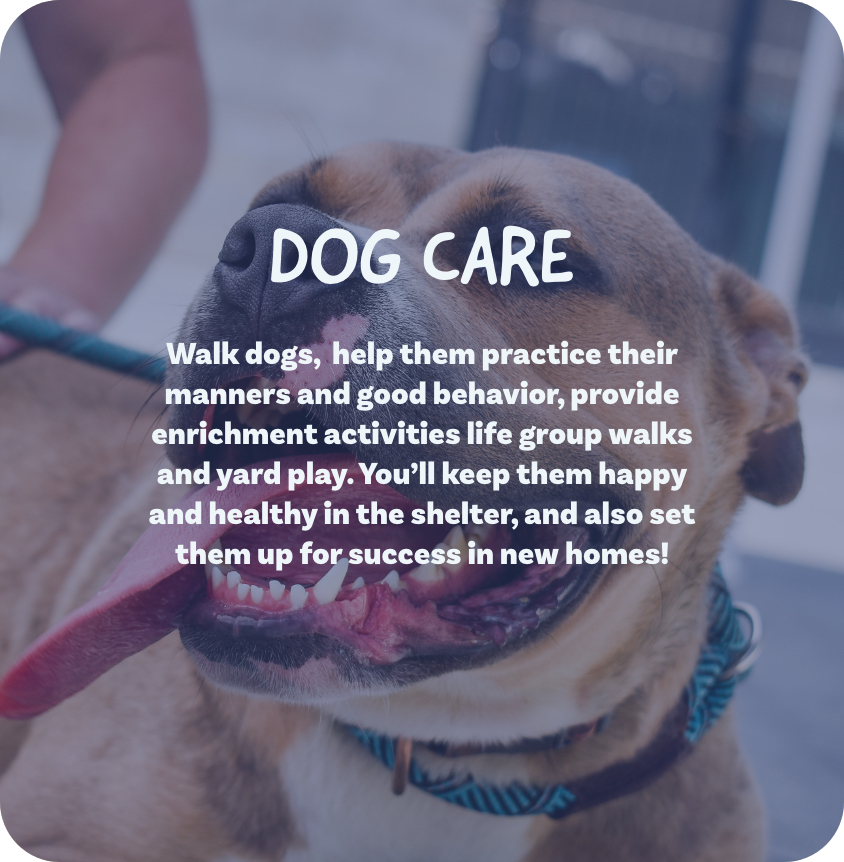 DOG CARE
Walk dogs,  help them practice their
manners and good behavior, provide
enrichment activities life group walks
and yard play. You’ll keep them happy
and healthy in the shelter, and also set
them up for success in new homes!